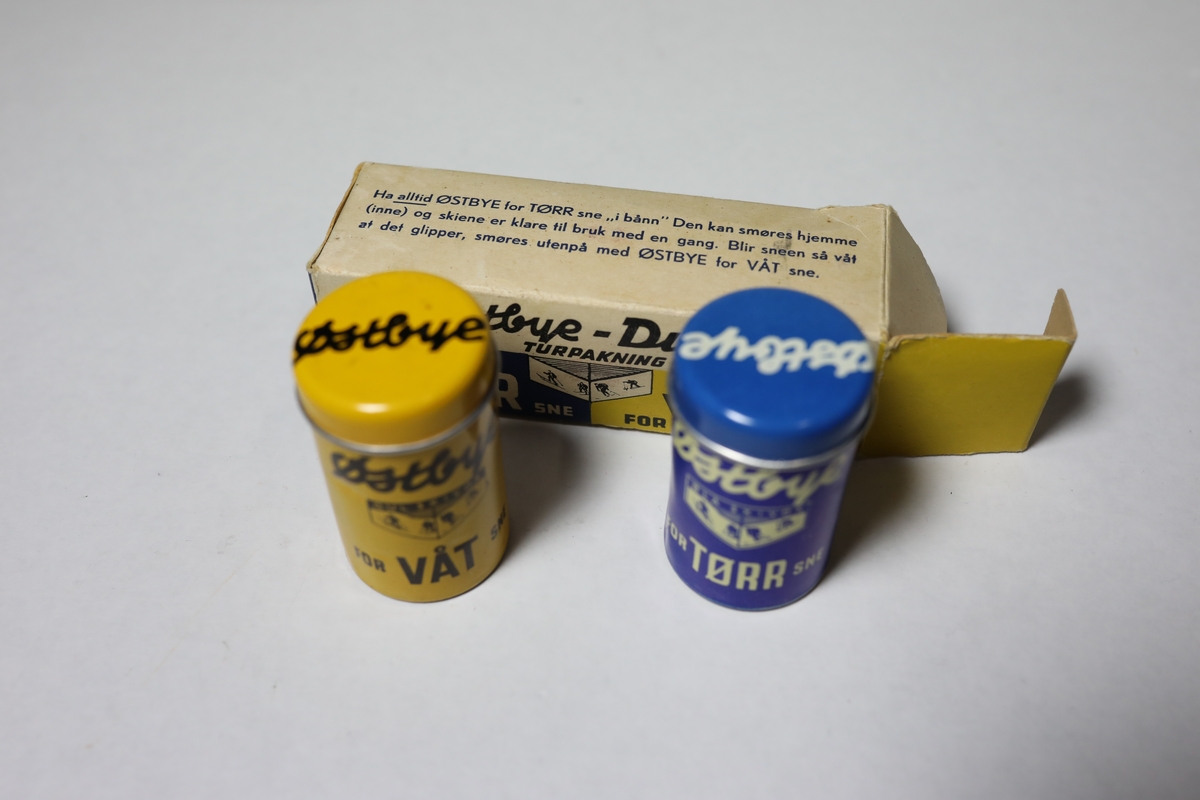 Ha alltid ØSTBYE for TØRR sne „i bånn" Den kan smøres hjemme
(inne) og skiene er klare til bruk med en gang. Blir sneen så våt
at det glipper, smøres utenpå med ØSTBYE for VÅT sne.
TURPAKNING
SNE
FOR
Østbye
Østbye
FOR VÅT
Østbye
Østbye
FOR TØRR SNE